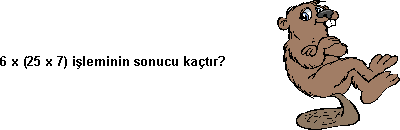 6 x (25 x 7) işleminin sonucu kaçtır?